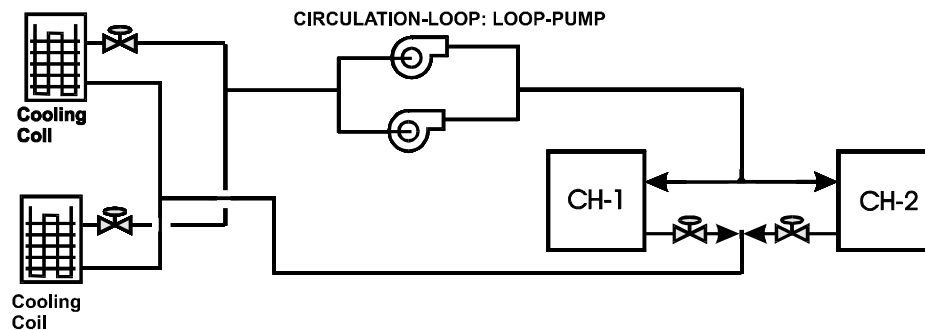 CIRCULATION-LOOP: LOOP-PUMP
Cooling
Coil
CH-1
CH-2
Cooling
Coil